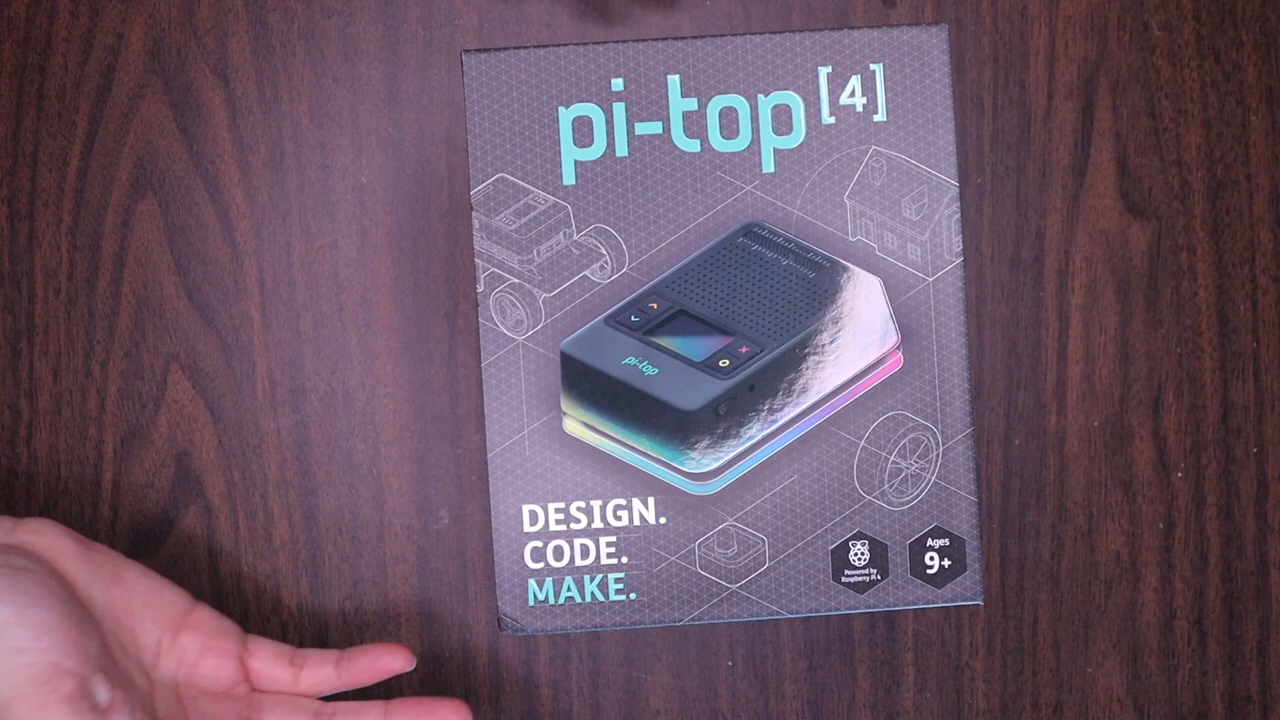 pi-top [4]
pi-top
DESIGN.
CODE.
MAKE.
Powered by
Raspberry Pi 4
Ages
9+